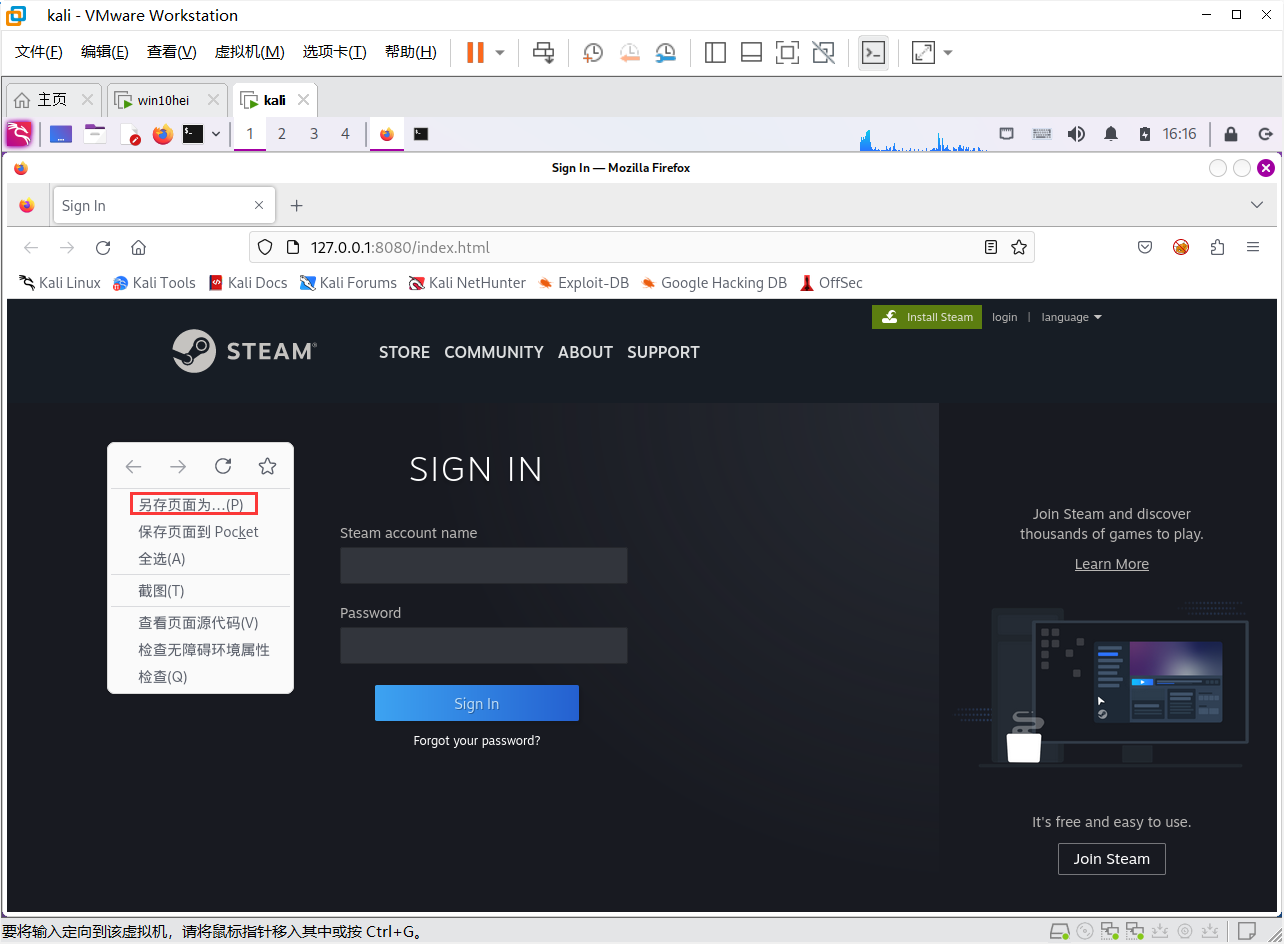 kali - VMware Workstation
文件(F) 编辑(E) 查看(V) 虚拟机(M) 选项卡(T) 帮助(H)
主页 win10hei kali
1 2 3 4 16:16
Sign In — Mozilla Firefox
Sign In
127.0.0.1:8080/index.html
Kali Linux Kali Tools Kali Docs Kali Forums Kali NetHunter Exploit-DB Google Hacking DB OffSec
Install Steam login | language
STEAM® STORE COMMUNITY ABOUT SUPPORT
SIGN IN
另存页面为…(P)
保存页面到 Pocket
全选(A)
截图(T)
查看页面源代码(V)
检查无障碍环境属性
检查(Q)
Steam account name
Password
Sign In
Forgot your password?
Join Steam and discover
thousands of games to play.
Learn More
It's free and easy to use.
Join Steam
要将输入定向到该虚拟机，请将鼠标指针移入其中或按 Ctrl+G。